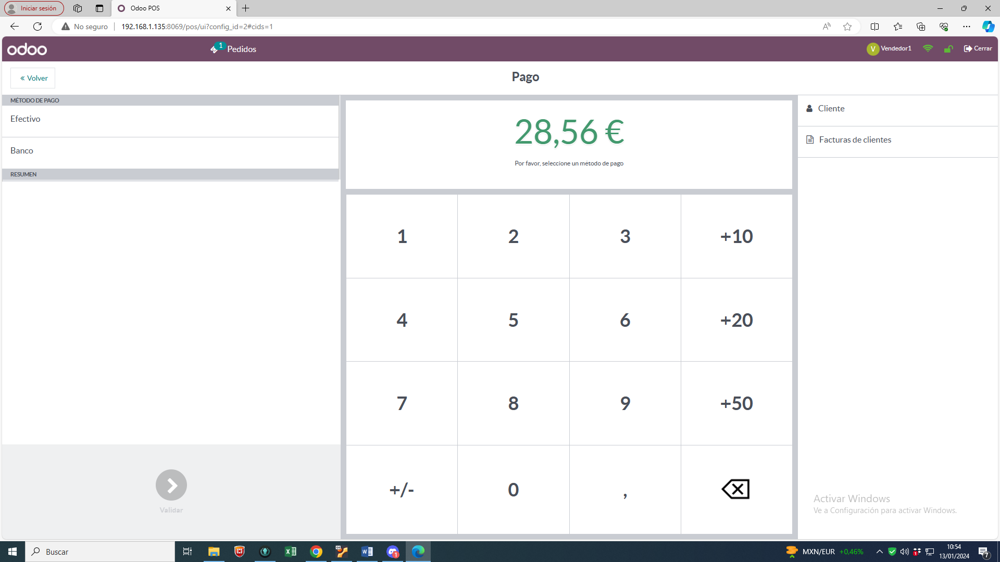 Iniciar sesión
Odoo POS
No seguro
192.168.1.135:8069/pos/ui?config_id=2#cids=1
odoo
1
Pedidos
V
Vendedor1
Cerrar
« Volver
Pago
MÉTODO DE PAGO
Efectivo
Banco
RESUMEN
Validar
28,56 €
Por favor, seleccione un método de pago
1 2 3 +10
4 5 6 +20
7 8 9 +50
+/- 0 ,
Cliente
Facturas de clientes
Activar Windows
Ve a Configuración para activar Windows.
Buscar
MXN/EUR +0,46%
10:54
13/01/2024
7